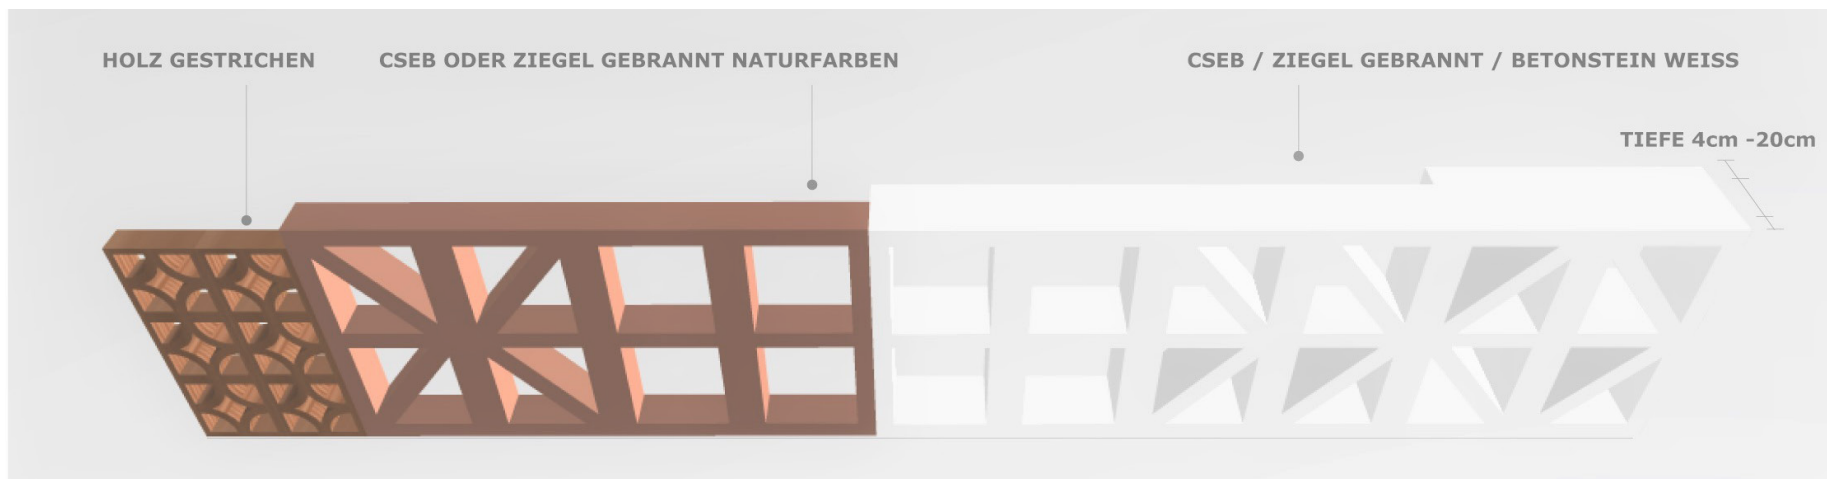 HOLZ GESTRICHEN
CSEB ODER ZIEGEL GEBRANNT NATURFARBEN
CSEB / ZIEGEL GEBRANNT / BETONSTEIN WEISS
TIEFE 4cm -20cm